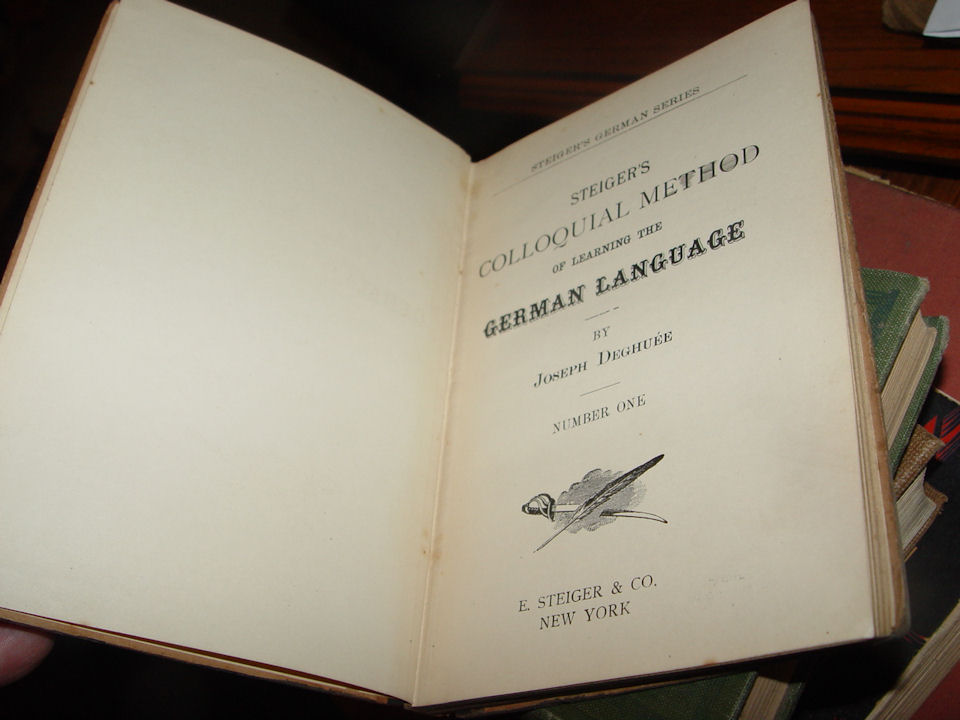 STEIGER'S GERMAN SERIES
STEIGER'S
COLLOQUIAL METHOD
OF LEARNING THE
GERMAN LANGUAGE
BY
JOSEPH DEGHUÉE
NUMBER ONE
E. STEIGER & CO.
NEW YORK